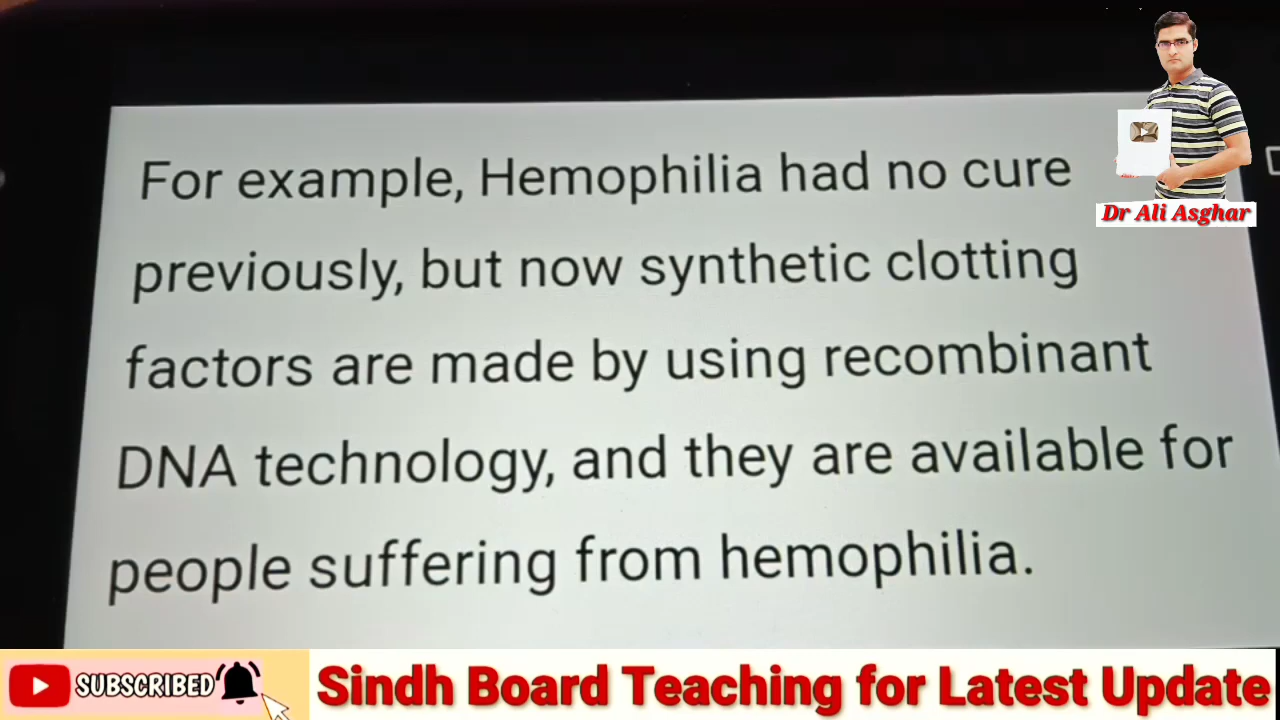 For example, Hemophilia had no cure
previously, but now synthetic clotting
factors are made by using recombinant
DNA technology, and they are available for
people suffering from hemophilia.
Dr Ali Asghar
SUBSCRIBED
Sindh Board Teaching for Latest Update